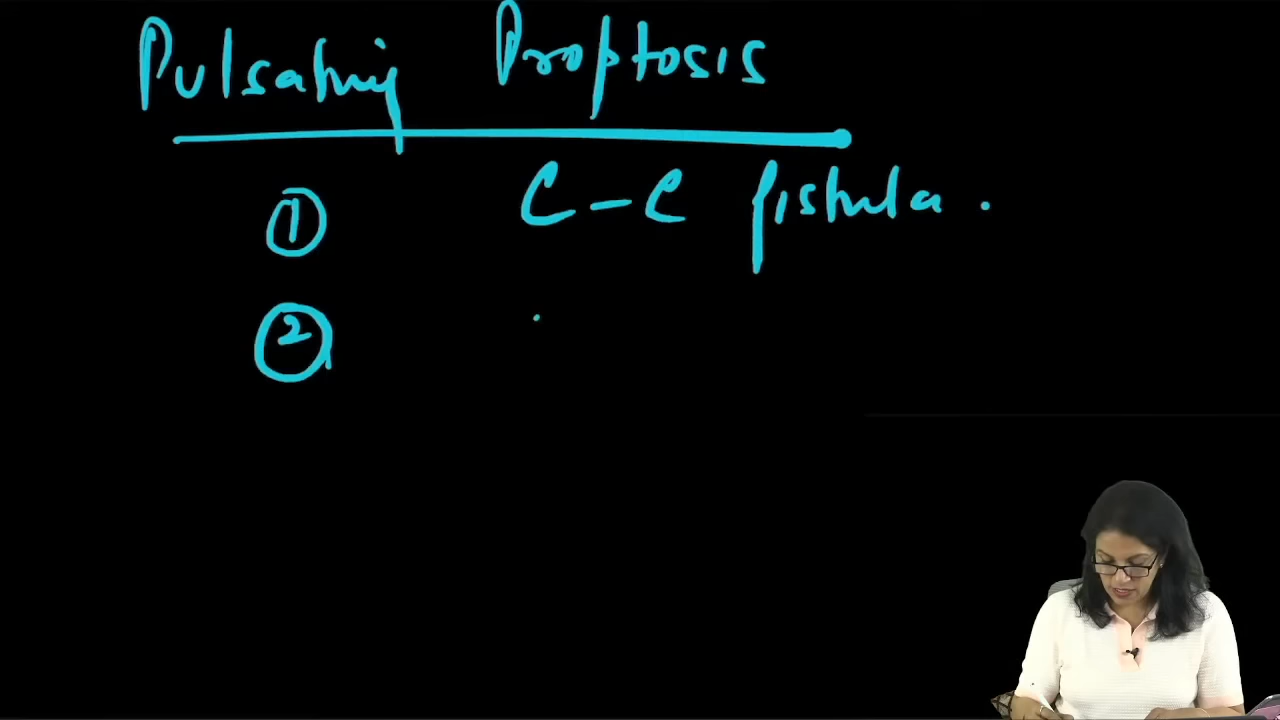 Pulsating Proptosis
① C-C fistula.
②